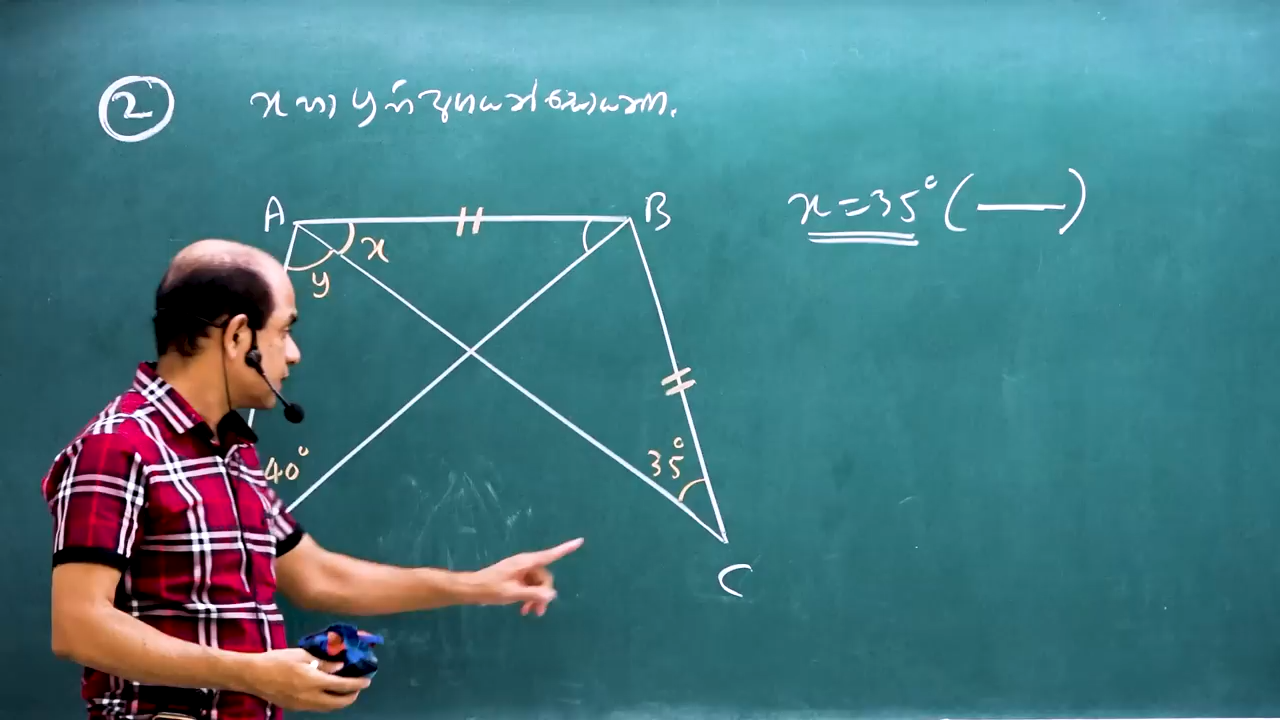 2 x හා y හි අගයන් සොයන්න.
A
B
x = 35° ( — )
x
y
35°
40°
C